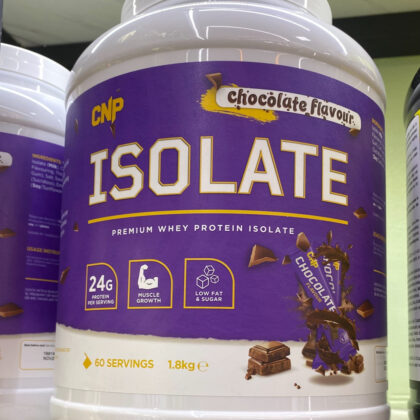 CNP
chocolate flavour
ISOLATE
PREMIUM WHEY PROTEIN ISOLATE
24G
PROTEIN
PER SERVING
MUSCLE
GROWTH
LOW FAT
& SUGAR
CNP
CHOCOLATE
60 SERVINGS 1.8kg ℮